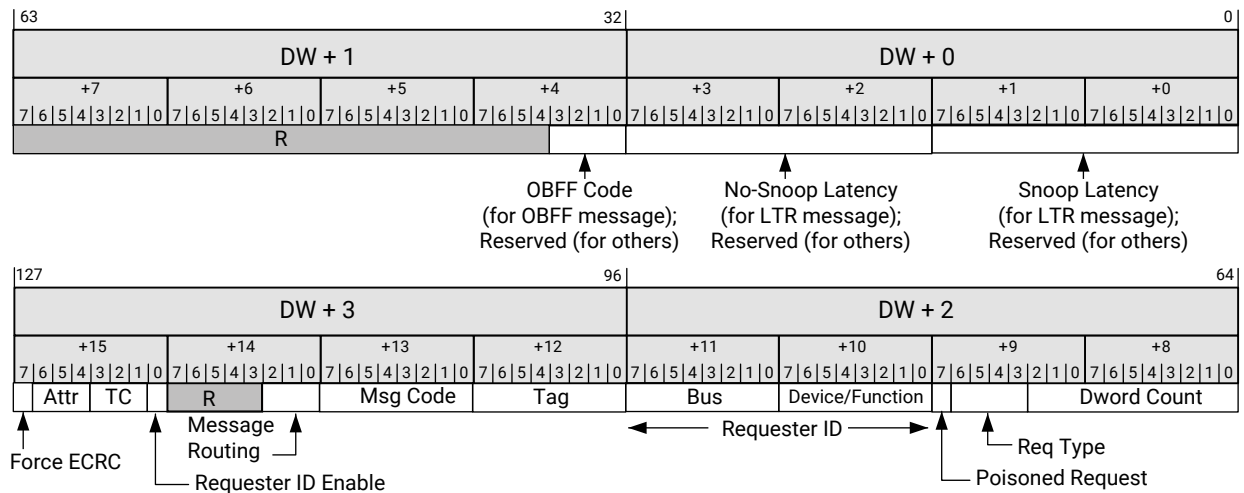 63 32 0
DW + 1 DW + 0
+7 +6 +5 +4 +3 +2 +1 +0
7 6 5 4 3 2 1 0 7 6 5 4 3 2 1 0 7 6 5 4 3 2 1 0 7 6 5 4 3 2 1 0 7 6 5 4 3 2 1 0 7 6 5 4 3 2 1 0 7 6 5 4 3 2 1 0 7 6 5 4 3 2 1 0
R
OBFF Code
(for OBFF message);
Reserved (for others)
No-Snoop Latency
(for LTR message);
Reserved (for others)
Snoop Latency
(for LTR message);
Reserved (for others)
127 96 64
DW + 3 DW + 2
+15 +14 +13 +12 +11 +10 +9 +8
7 6 5 4 3 2 1 0 7 6 5 4 3 2 1 0 7 6 5 4 3 2 1 0 7 6 5 4 3 2 1 0 7 6 5 4 3 2 1 0 7 6 5 4 3 2 1 0 7 6 5 4 3 2 1 0 7 6 5 4 3 2 1 0
Attr TC R Msg Code Tag Bus Device/Function Dword Count
Message
Routing
Requester ID
Force ECRC
Req Type
Requester ID Enable
Poisoned Request